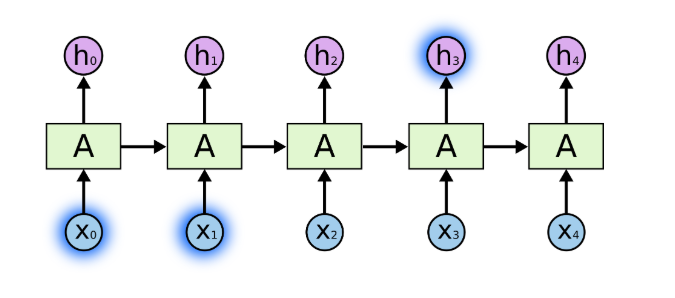 h₀ h₁ h₂ h₃ h₄
A A A A A
x₀ x₁ x₂ x₃ x₄